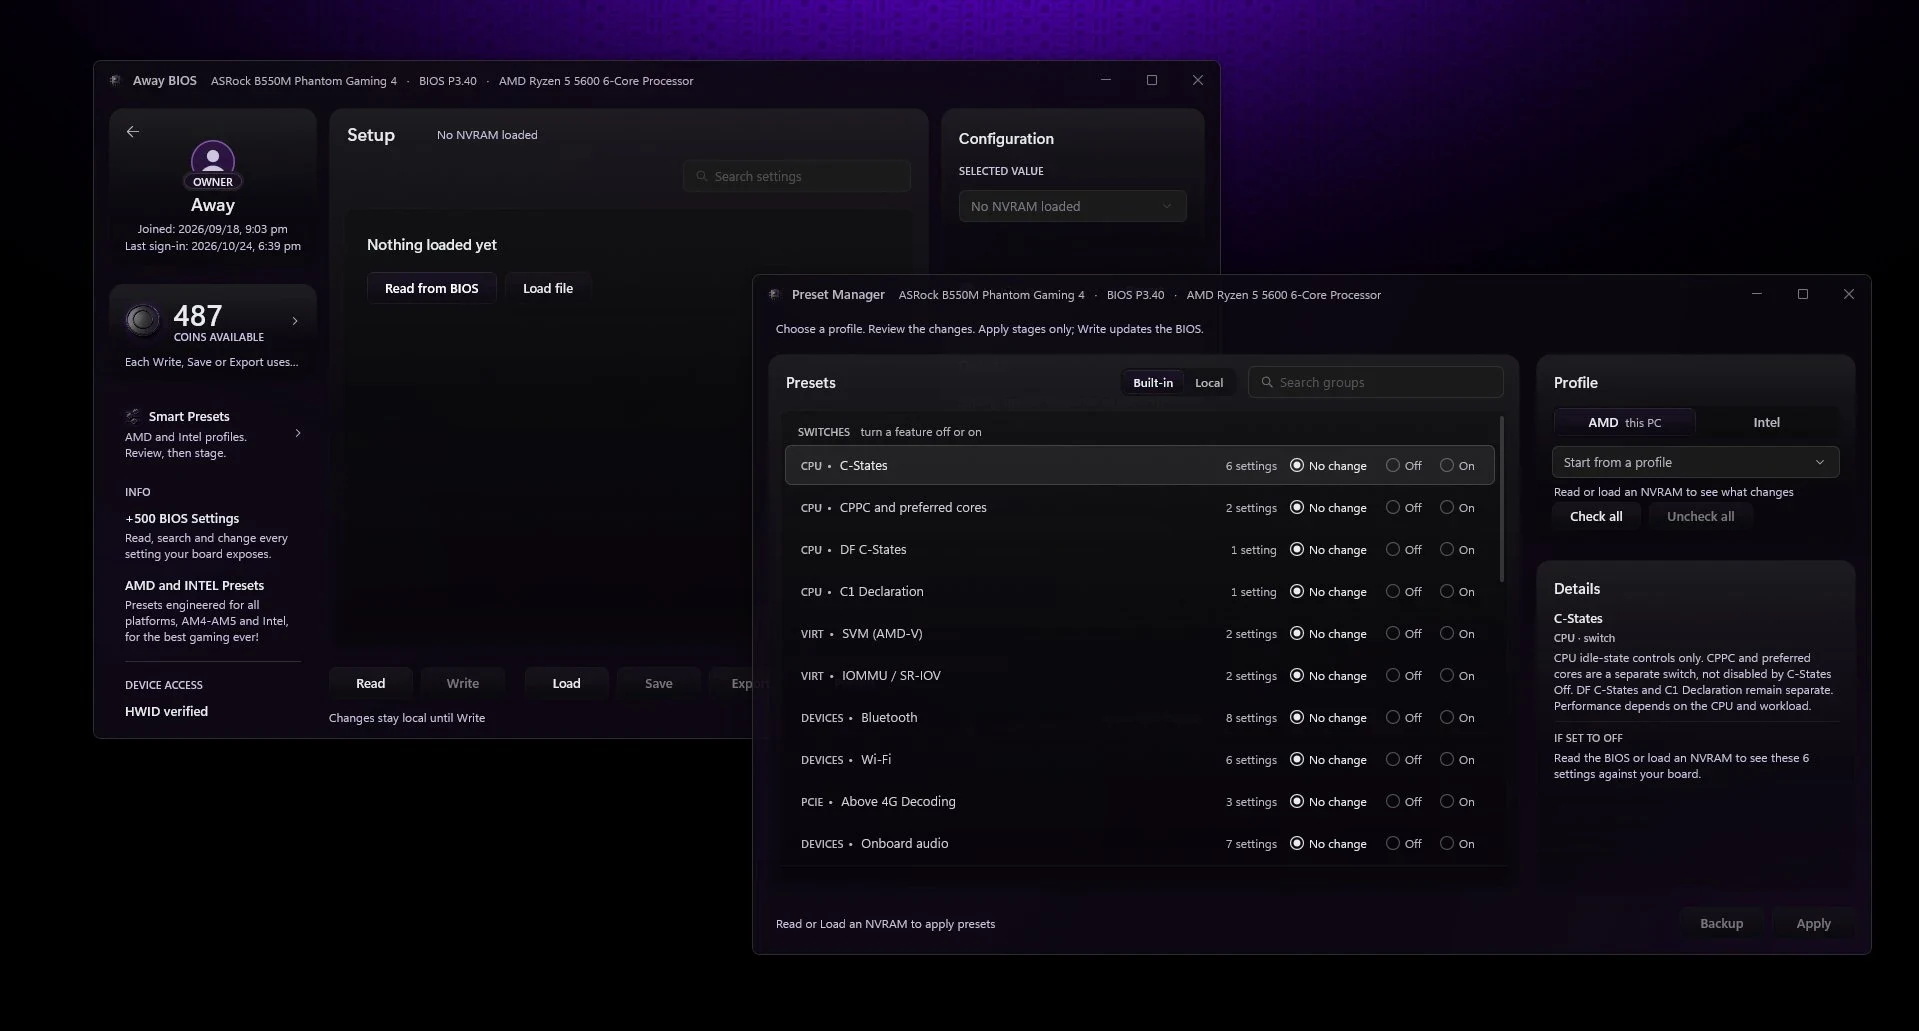 Away BIOS ASRock B550M Phantom Gaming 4 · BIOS P3.40 · AMD Ryzen 5 5600 6-Core Processor
OWNER
Away
Joined: 2026/09/18, 9:03 pm
Last sign-in: 2026/10/24, 6:39 pm
487
COINS AVAILABLE
Each Write, Save or Export uses...
Smart Presets
AMD and Intel profiles.
Review, then stage.
INFO
+500 BIOS Settings
Read, search and change every
setting your board exposes.
AMD and INTEL Presets
Presets engineered for all
platforms, AM4-AM5 and Intel,
for the best gaming ever!
DEVICE ACCESS
HWID verified
Setup No NVRAM loaded
Search settings
Nothing loaded yet
Read from BIOS Load file
Read Write Load Save Export
Changes stay local until Write
Configuration
SELECTED VALUE
No NVRAM loaded
Preset Manager ASRock B550M Phantom Gaming 4 · BIOS P3.40 · AMD Ryzen 5 5600 6-Core Processor
Choose a profile. Review the changes. Apply stages only; Write updates the BIOS.
Presets Built-in Local Search groups
SWITCHES turn a feature off or on
CPU • C-States 6 settings No change Off On
CPU • CPPC and preferred cores 2 settings No change Off On
CPU • DF C-States 1 setting No change Off On
CPU • C1 Declaration 1 setting No change Off On
VIRT • SVM (AMD-V) 2 settings No change Off On
VIRT • IOMMU / SR-IOV 2 settings No change Off On
DEVICES • Bluetooth 8 settings No change Off On
DEVICES • Wi-Fi 6 settings No change Off On
PCIE • Above 4G Decoding 3 settings No change Off On
DEVICES • Onboard audio 7 settings No change Off On
Profile
AMD this PC Intel
Start from a profile
Read or load an NVRAM to see what changes
Check all Uncheck all
Details
C-States
CPU · switch
CPU idle-state controls only. CPPC and preferred
cores are a separate switch, not disabled by C-States
Off. DF C-States and C1 Declaration remain separate.
Performance depends on the CPU and workload.
IF SET TO OFF
Read the BIOS or load an NVRAM to see these 6
settings against your board.
Read or Load an NVRAM to apply presets
Backup Apply